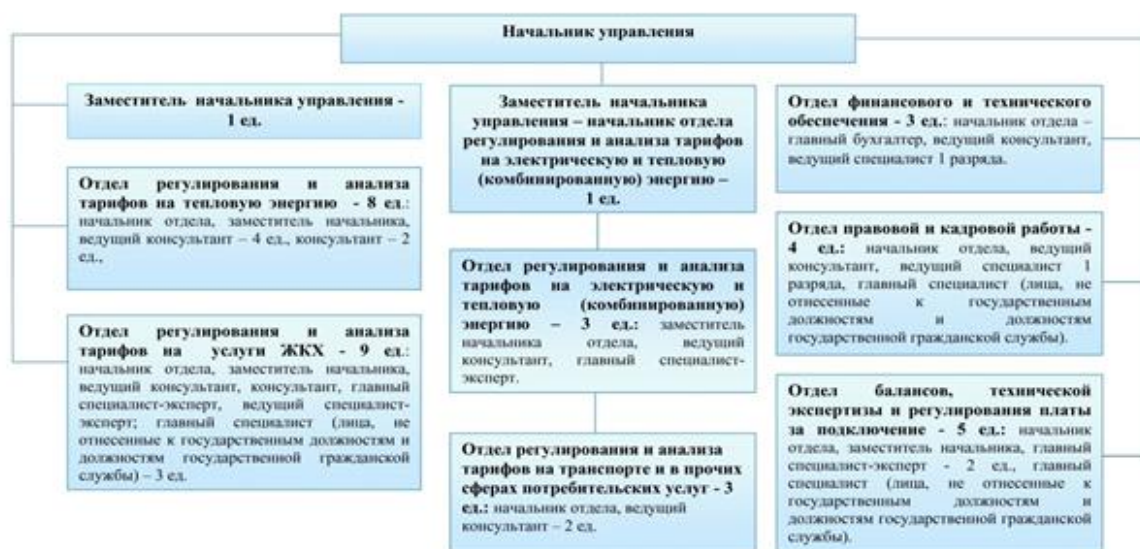 Начальник управления
Заместитель начальника управления -
1 ед.
Отдел регулирования и анализа
тарифов на тепловую энергию - 8 ед.:
начальник отдела, заместитель начальника,
ведущий консультант – 4 ед., консультант – 2
ед.,
Отдел регулирования и анализа
тарифов на услуги ЖКХ - 9 ед.:
начальник отдела, заместитель начальника,
ведущий консультант, консультант, главный
специалист-эксперт, ведущий специалист-
эксперт; главный специалист (лица, не
отнесенные к государственным должностям и
должностям государственной гражданской
службы) – 3 ед.
Заместитель начальника
управления – начальник отдела
регулирования и анализа тарифов
на электрическую и тепловую
(комбинированную) энергию –
1 ед.
Отдел регулирования и анализа
тарифов на электрическую и
тепловую (комбинированную)
энергию – 3 ед.: заместитель
начальника отдела, ведущий
консультант, главный специалист-
эксперт.
Отдел регулирования и анализа
тарифов на транспорте и в прочих
сферах потребительских услуг - 3
ед.: начальник отдела, ведущий
консультант – 2 ед.
Отдел финансового и технического
обеспечения - 3 ед.: начальник отдела –
главный бухгалтер, ведущий консультант,
ведущий специалист 1 разряда.
Отдел правовой и кадровой работы -
4 ед.: начальник отдела, ведущий
консультант, ведущий специалист 1
разряда, главный специалист (лица, не
отнесенные к государственным
должностям и должностям
государственной гражданской службы).
Отдел балансов, технической
экспертизы и регулирования платы
за подключение - 5 ед.: начальник
отдела, заместитель начальника, главный
специалист-эксперт - 2 ед., главный
специалист (лица, не отнесенные к
государственным должностям и
должностям государственной гражданской
службы).